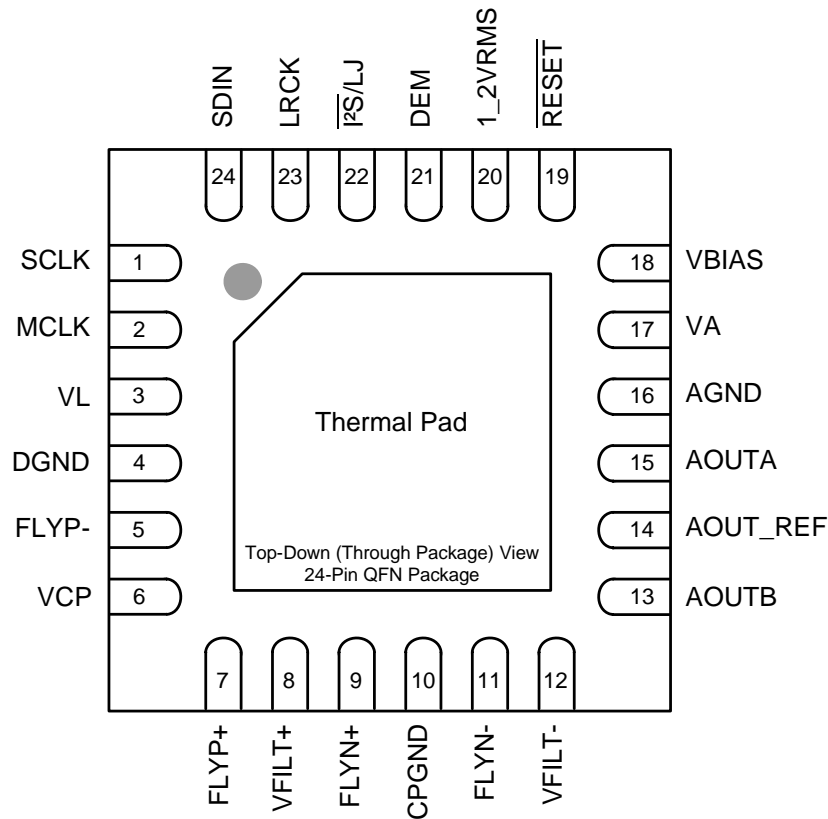 SDIN
LRCK
I²S/LJ
DEM
1_2VRMS
RESET
24
23
22
21
20
19
SCLK 1
18 VBIAS
MCLK 2
17 VA
VL 3
16 AGND
Thermal Pad
DGND 4
15 AOUTA
FLYP- 5
14 AOUT_REF
Top-Down (Through Package) View
24-Pin QFN Package
VCP 6
13 AOUTB
7
8
9
10
11
12
FLYP+
VFILT+
FLYN+
CPGND
FLYN-
VFILT-